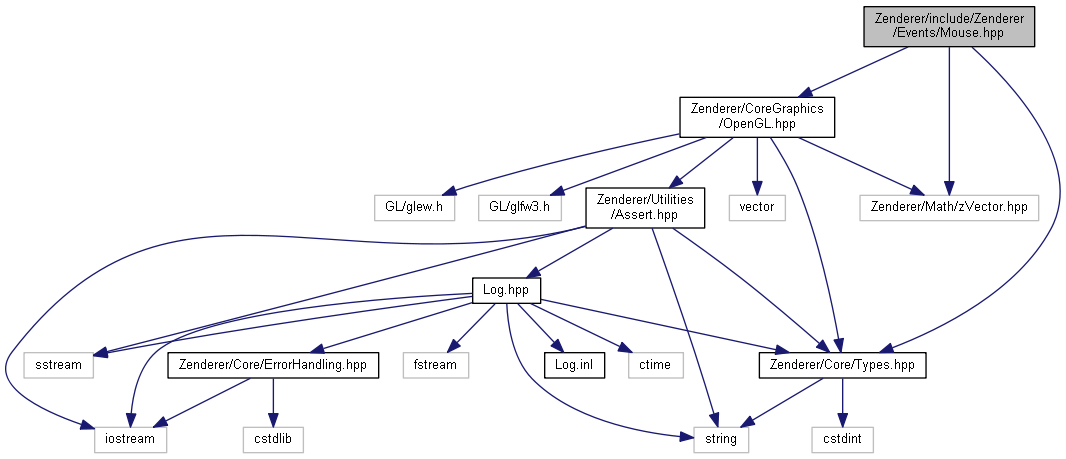 Zenderer/include/Zenderer
/Events/Mouse.hpp
Zenderer/CoreGraphics
/OpenGL.hpp
GL/glew.h
GL/glfw3.h
Zenderer/Utilities
/Assert.hpp
vector
Zenderer/Math/zVector.hpp
Log.hpp
sstream
Zenderer/Core/ErrorHandling.hpp
fstream
Log.inl
ctime
Zenderer/Core/Types.hpp
iostream
cstdlib
string
cstdint